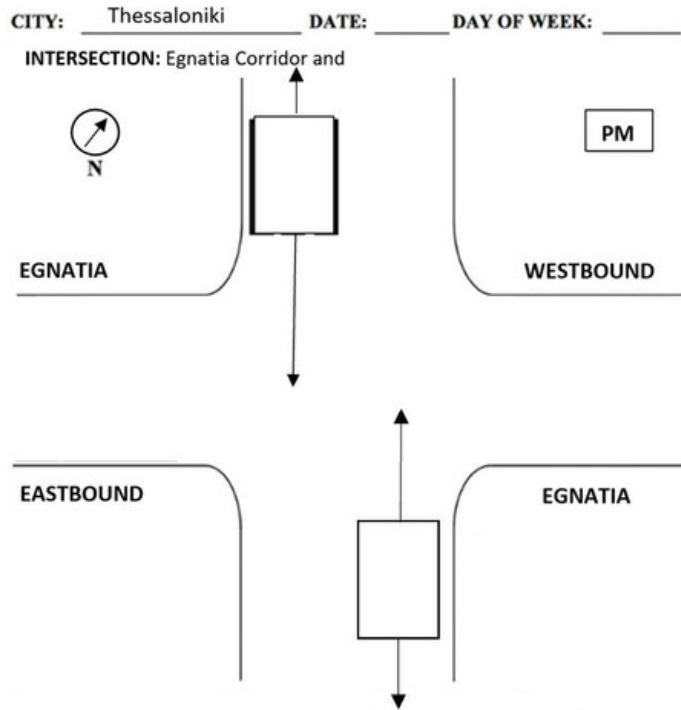 CITY: Thessaloniki DATE: DAY OF WEEK:
INTERSECTION: Egnatia Corridor and
N
PM
EGNATIA WESTBOUND
EASTBOUND EGNATIA